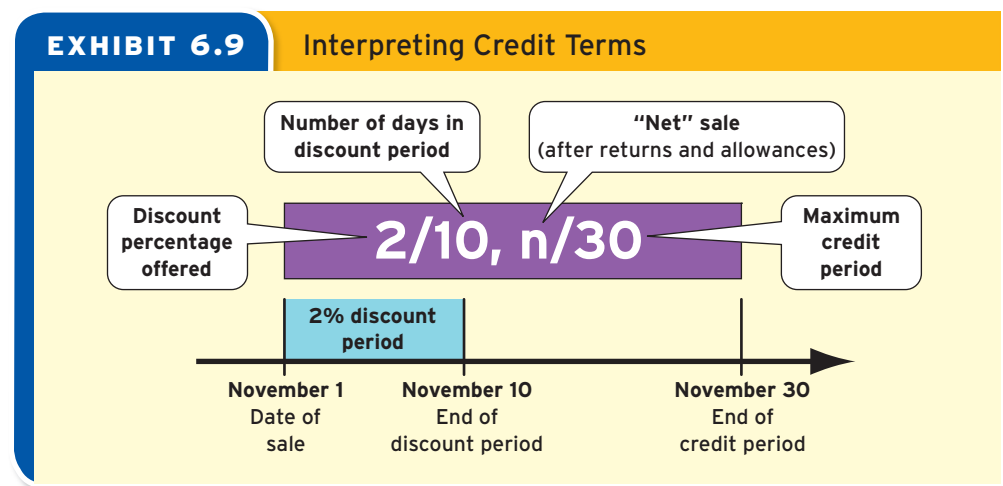 EXHIBIT 6.9
Interpreting Credit Terms
Number of days in
discount period
“Net” sale
(after returns and allowances)
Discount
percentage
offered
2/10, n/30
Maximum
credit
period
2% discount
period
November 1
Date of
sale
November 10
End of
discount period
November 30
End of
credit period